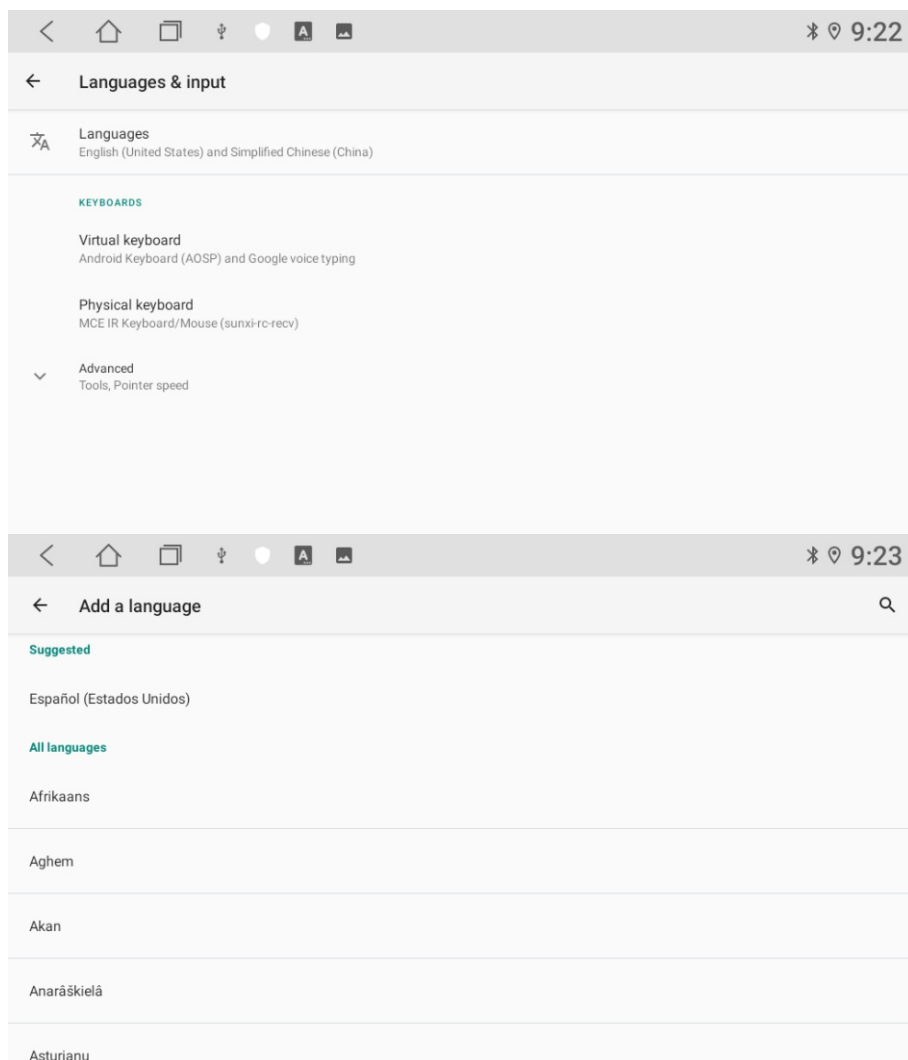 9:22
Languages & input
Languages
English (United States) and Simplified Chinese (China)
KEYBOARDS
Virtual keyboard
Android Keyboard (AOSP) and Google voice typing
Physical keyboard
MCE IR Keyboard/Mouse (sunxi-rc-recv)
Advanced
Tools, Pointer speed
9:23
Add a language
Suggested
Español (Estados Unidos)
All languages
Afrikaans
Aghem
Akan
Anarâškielâ
Asturianu